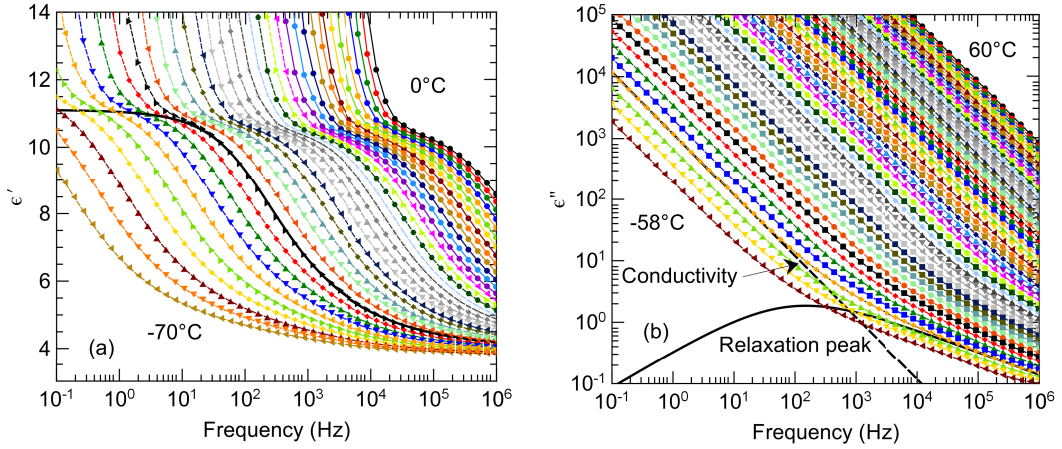 14
12
10
8
6
4
ϵ′
0°C
-70°C
(a)
10⁻¹ 10⁰ 10¹ 10² 10³ 10⁴ 10⁵ 10⁶
Frequency (Hz)
10⁵
10⁴
10³
10²
10¹
10⁰
10⁻¹
ϵ″
60°C
-58°C
Conductivity
(b)
Relaxation peak
10⁻¹ 10⁰ 10¹ 10² 10³ 10⁴ 10⁵ 10⁶
Frequency (Hz)